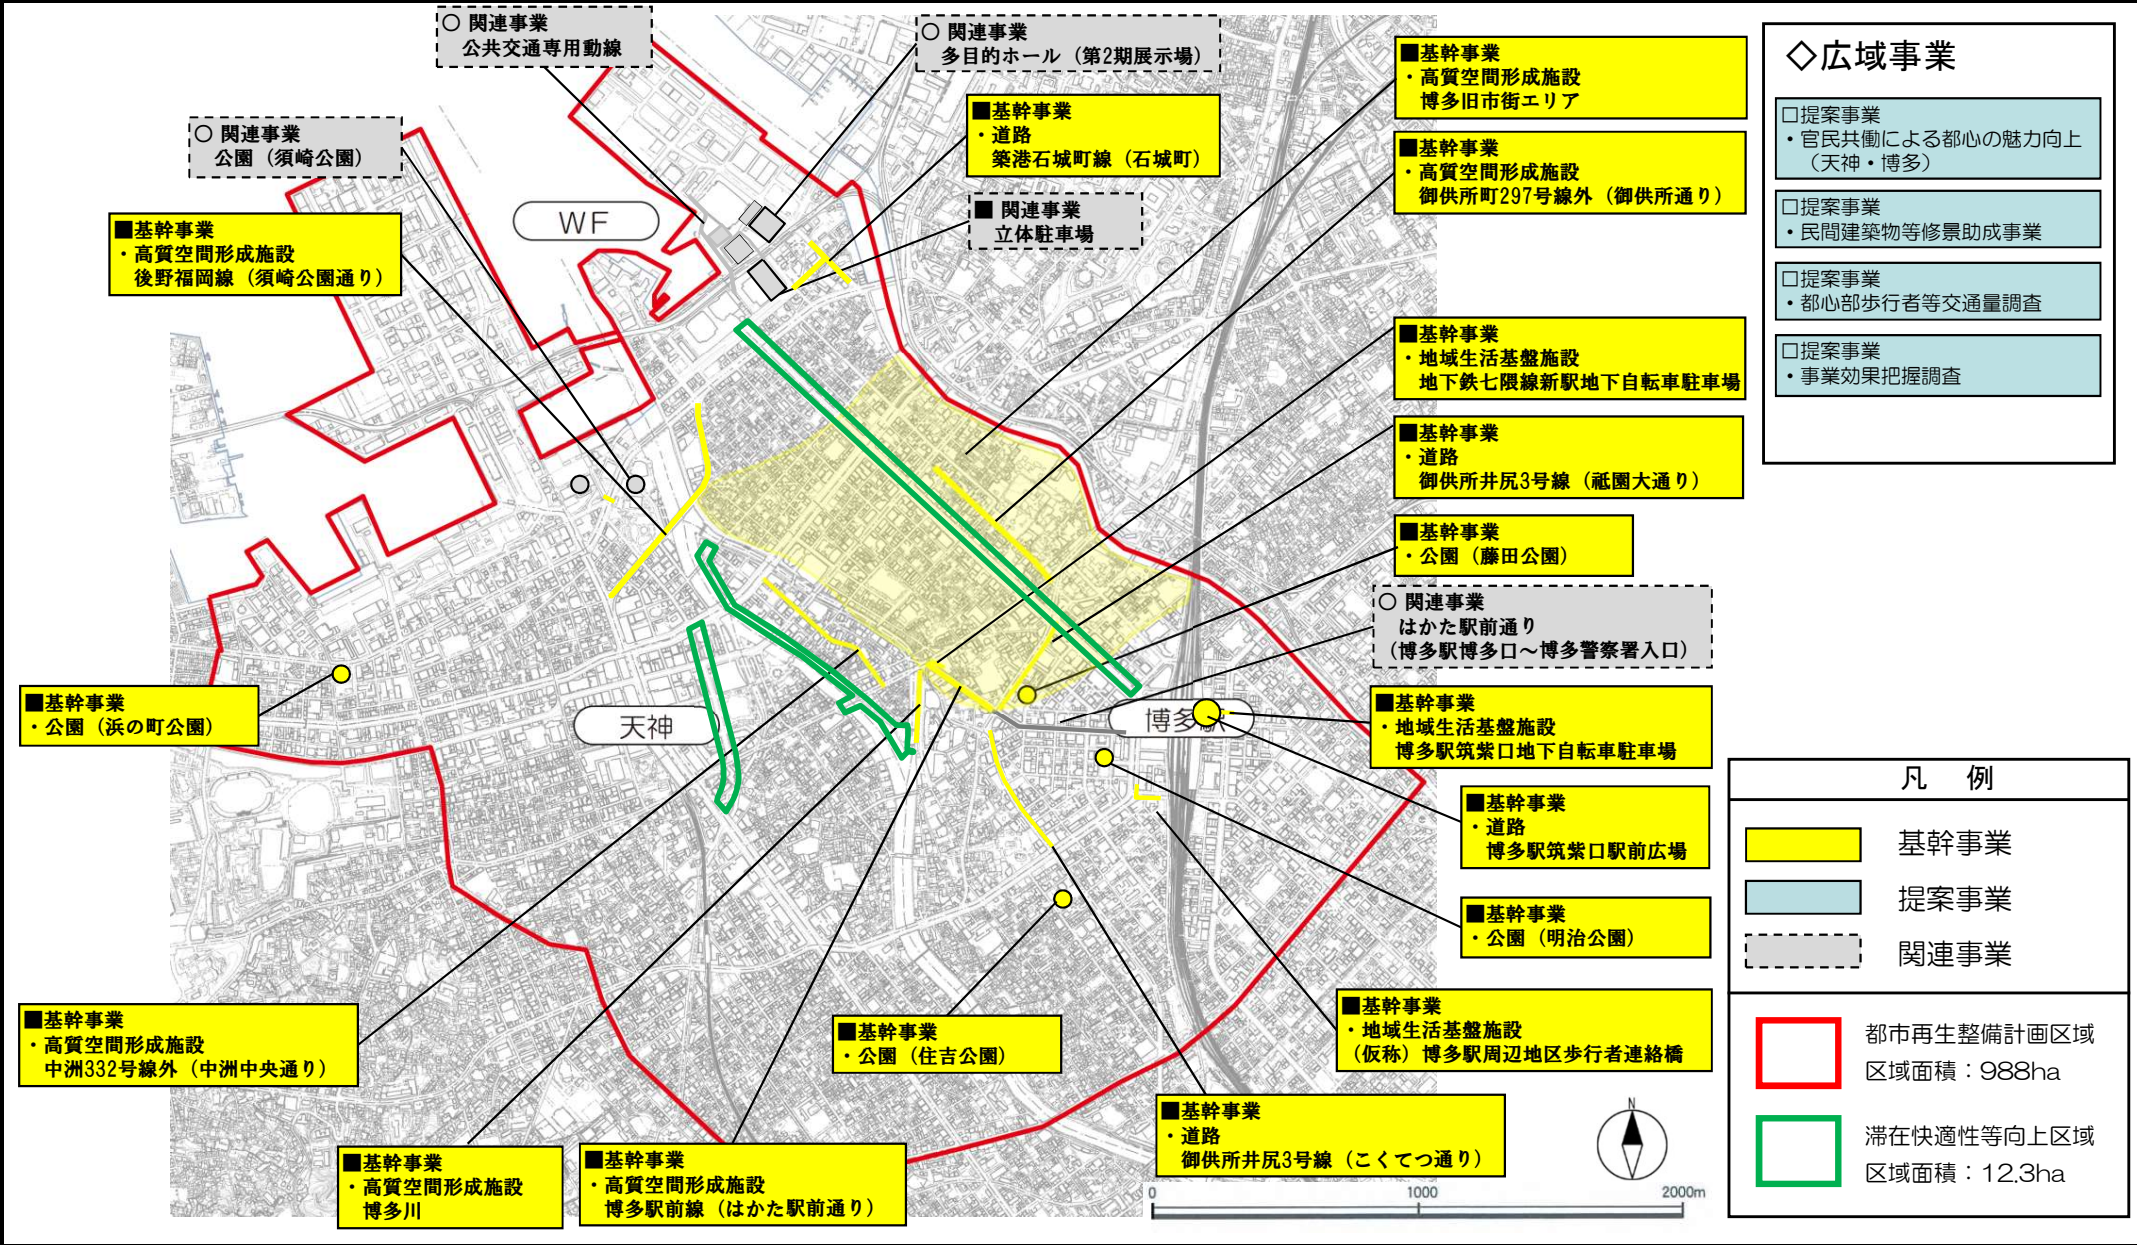 ○ 関連事業
公共交通専用動線
○ 関連事業
多目的ホール（第2期展示場）
■基幹事業
・道路
築港石城町線（石城町）
■ 関連事業
立体駐車場
○ 関連事業
公園（須崎公園）
■基幹事業
・高質空間形成施設
後野福岡線（須崎公園通り）
WF
天神
博多駅
■基幹事業
・高質空間形成施設
博多旧市街エリア
■基幹事業
・高質空間形成施設
御供所町297号線外（御供所通り）
■基幹事業
・地域生活基盤施設
地下鉄七隈線新駅地下自転車駐車場
■基幹事業
・道路
御供所井尻3号線（祗園大通り）
■基幹事業
・公園（藤田公園）
○ 関連事業
はかた駅前通り
（博多駅博多口～博多警察署入口）
■基幹事業
・地域生活基盤施設
博多駅筑紫口地下自転車駐車場
■基幹事業
・道路
博多駅筑紫口駅前広場
■基幹事業
・公園（明治公園）
■基幹事業
・地域生活基盤施設
（仮称）博多駅周辺地区歩行者連絡橋
■基幹事業
・道路
御供所井尻3号線（こくてつ通り）
■基幹事業
・公園（住吉公園）
■基幹事業
・公園（浜の町公園）
■基幹事業
・高質空間形成施設
中洲332号線外（中洲中央通り）
■基幹事業
・高質空間形成施設
博多川
■基幹事業
・高質空間形成施設
博多駅前線（はかた駅前通り）
◇広域事業
□提案事業
・官民共働による都心の魅力向上
（天神・博多）
□提案事業
・民間建築物等修景助成事業
□提案事業
・都心部歩行者等交通量調査
□提案事業
・事業効果把握調査
凡　例
基幹事業
提案事業
関連事業
都市再生整備計画区域
区域面積：988ha
滞在快適性等向上区域
区域面積：12.3ha
N
0 1000 2000m